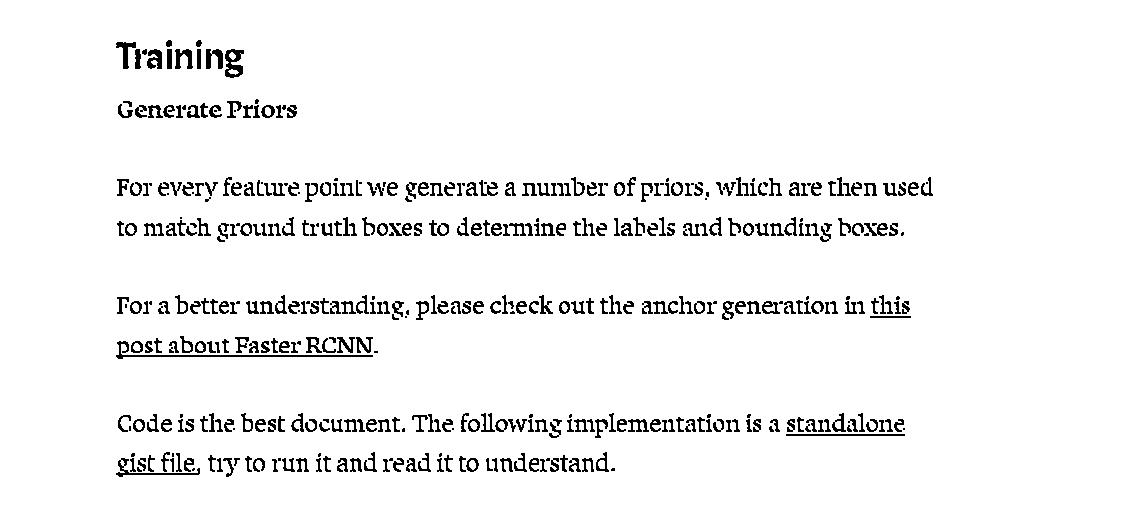 Training
Generate Priors
For every feature point we generate a number of priors, which are then used
to match ground truth boxes to determine the labels and bounding boxes.
For a better understanding, please check out the anchor generation in this
post about Faster RCNN.
Code is the best document. The following implementation is a standalone
gist file, try to run it and read it to understand.